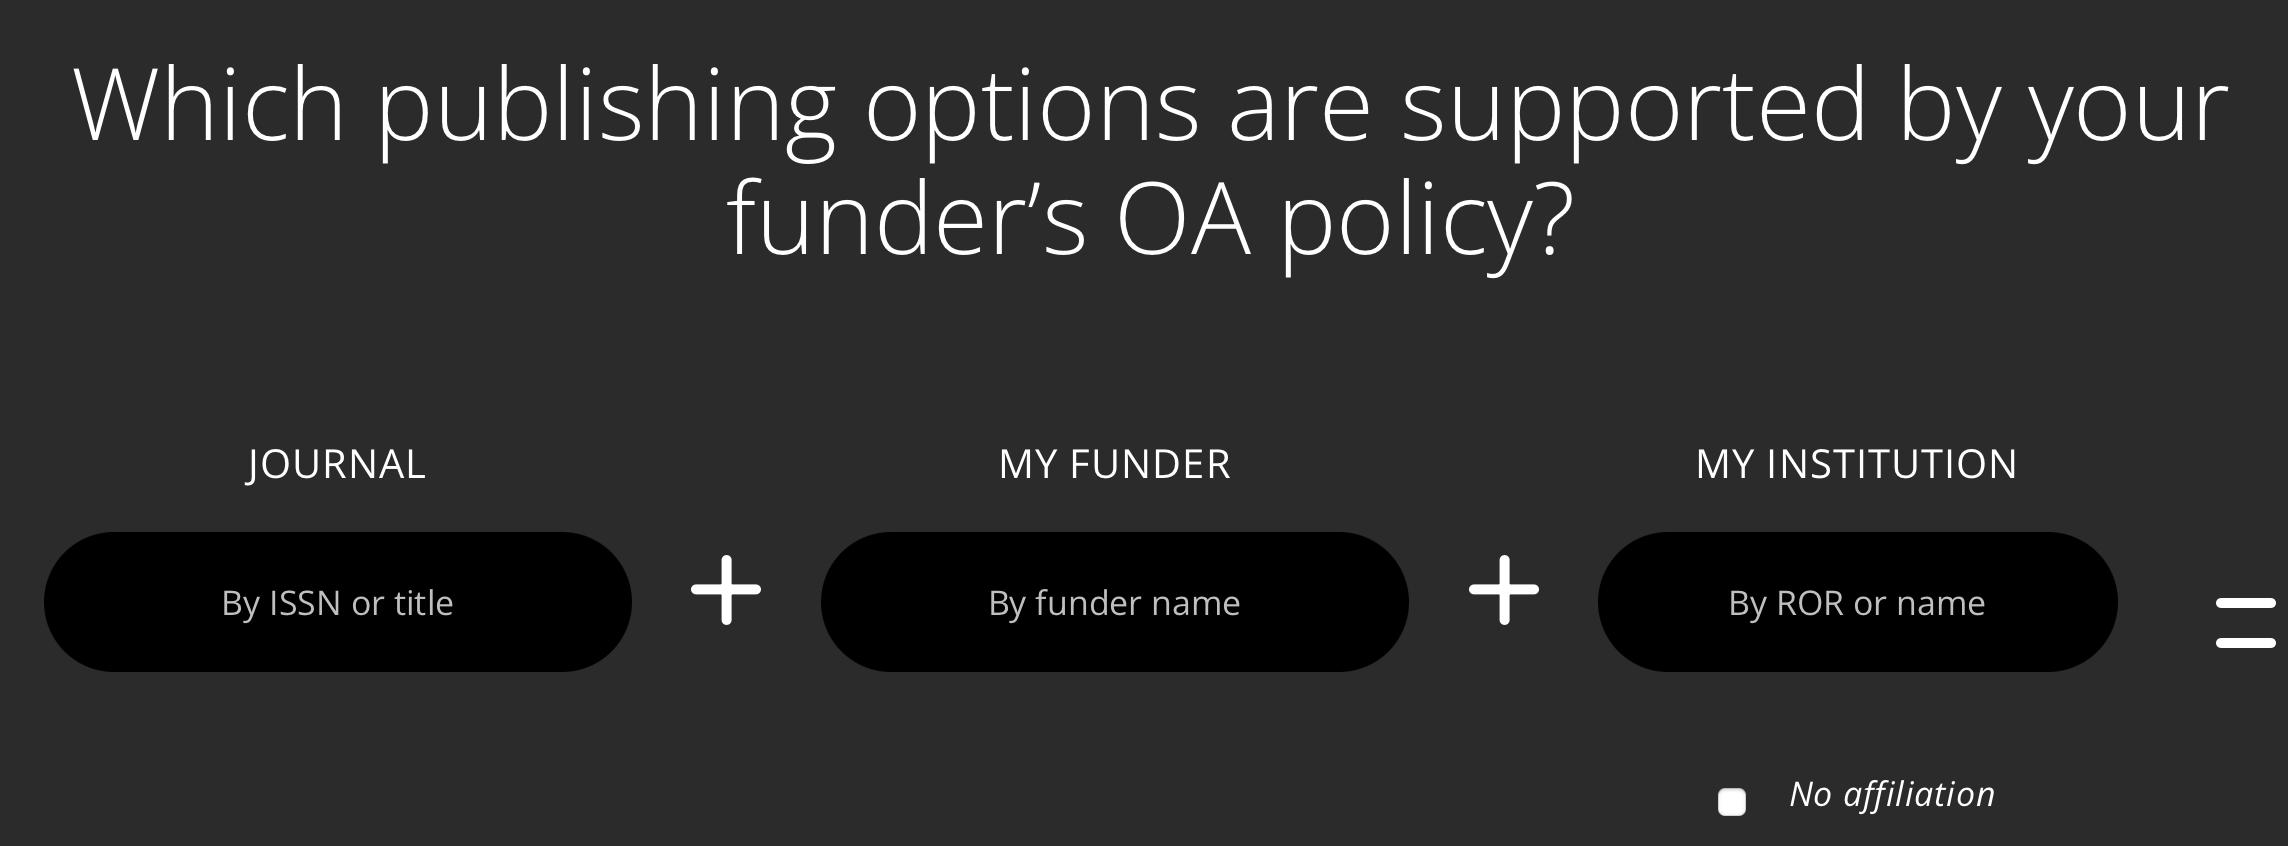 Which publishing options are supported by your
funder’s OA policy?
JOURNAL
By ISSN or title
+
MY FUNDER
By funder name
+
MY INSTITUTION
By ROR or name
=
No affiliation